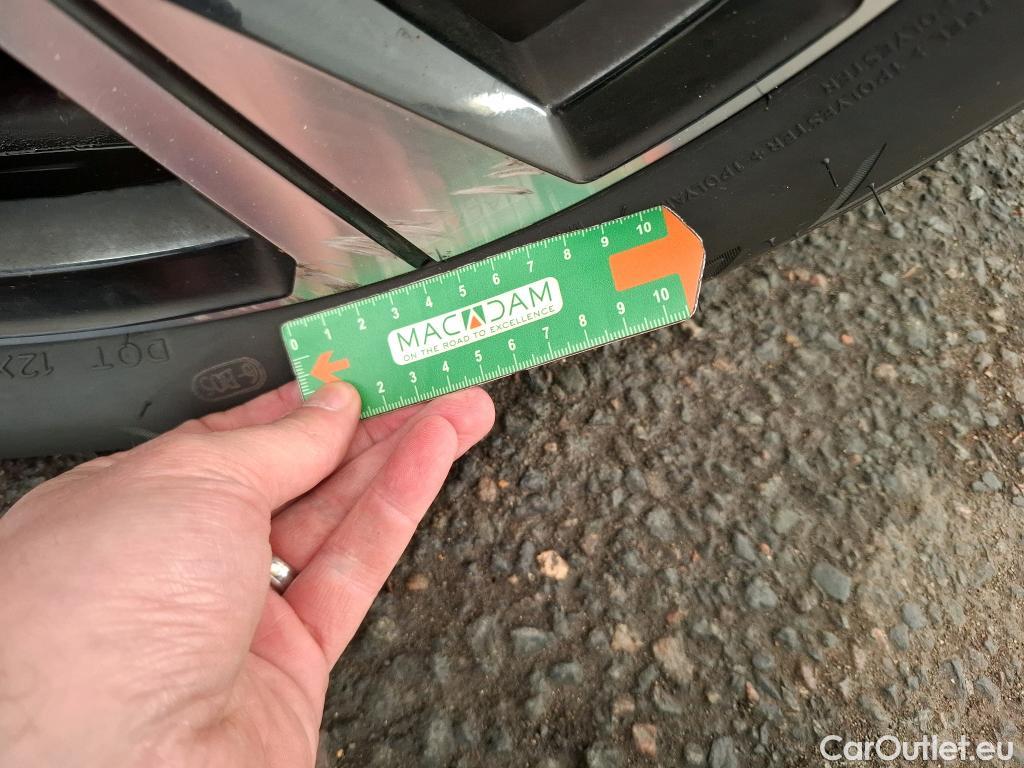 1POLYESTER + 1POLYA
POLYESTER
0 1 2 3 4 5 6 7 8 9 10
MACADAM
ON THE ROAD TO EXCELLENCE
2 3 4 5 6 7 8 9 10
DOT 12
CarOutlet.eu